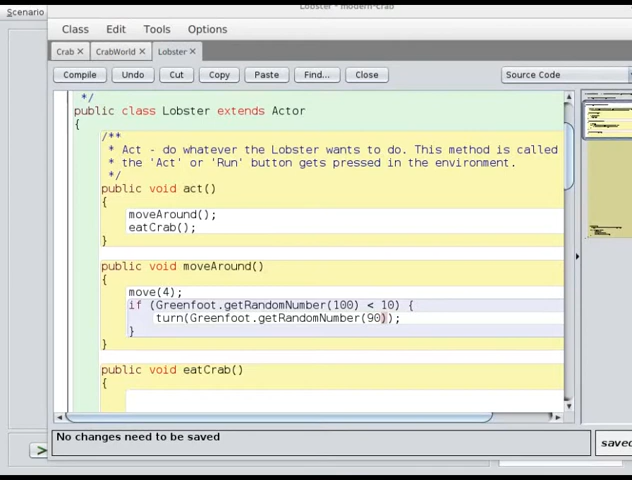 Lobster - modern-crab
Scenario
Class Edit Tools Options
Crab × CrabWorld × Lobster ×
Compile Undo Cut Copy Paste Find... Close Source Code
*/
public class Lobster extends Actor
{
/**
* Act - do whatever the Lobster wants to do. This method is called
* the 'Act' or 'Run' button gets pressed in the environment.
*/
public void act()
{
moveAround();
eatCrab();
}
public void moveAround()
{
move(4);
if (Greenfoot.getRandomNumber(100) < 10) {
turn(Greenfoot.getRandomNumber(90));
}
}
public void eatCrab()
{
No changes need to be saved
saved